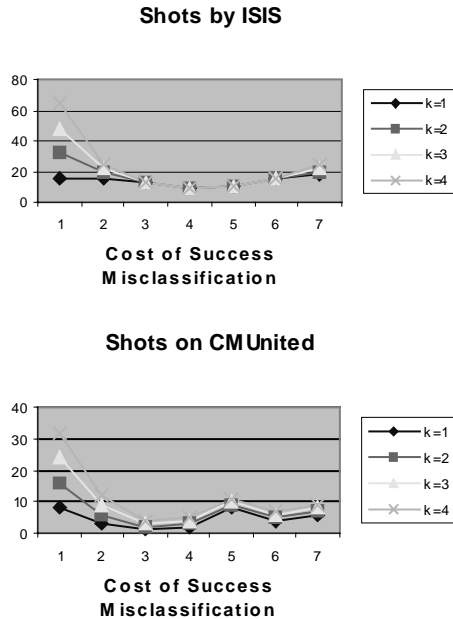 Shots by ISIS
80
60
40
20
0
1 2 3 4 5 6 7
Cost of Success
Misclassification
k=1
k=2
k=3
k=4
Shots on CMUnited
40
30
20
10
0
1 2 3 4 5 6 7
Cost of Success
Misclassification
k=1
k=2
k=3
k=4